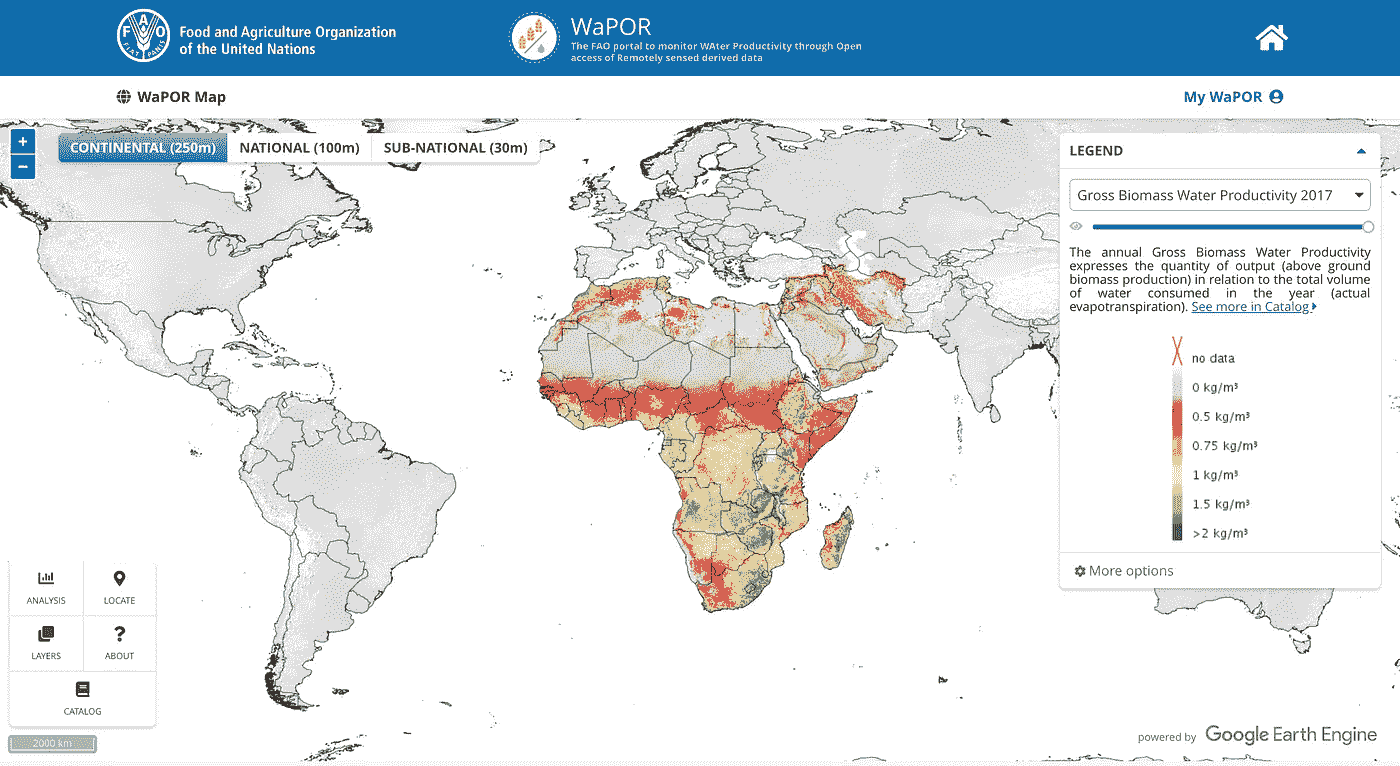 FAO
FIAT PANIS
Food and Agriculture Organization
of the United Nations
WaPOR
The FAO portal to monitor WAter Productivity through Open
access of Remotely sensed derived data
WaPOR Map
My WaPOR
+
−
CONTINENTAL (250m)
NATIONAL (100m)
SUB-NATIONAL (30m)
LEGEND
Gross Biomass Water Productivity 2017
The annual Gross Biomass Water Productivity
expresses the quantity of output (above ground
biomass production) in relation to the total volume
of water consumed in the year (actual
evapotranspiration). See more in Catalog
no data
0 kg/m³
0.5 kg/m³
0.75 kg/m³
1 kg/m³
1.5 kg/m³
>2 kg/m³
More options
ANALYSIS
LOCATE
LAYERS
?
ABOUT
CATALOG
2000 km
powered by Google Earth Engine